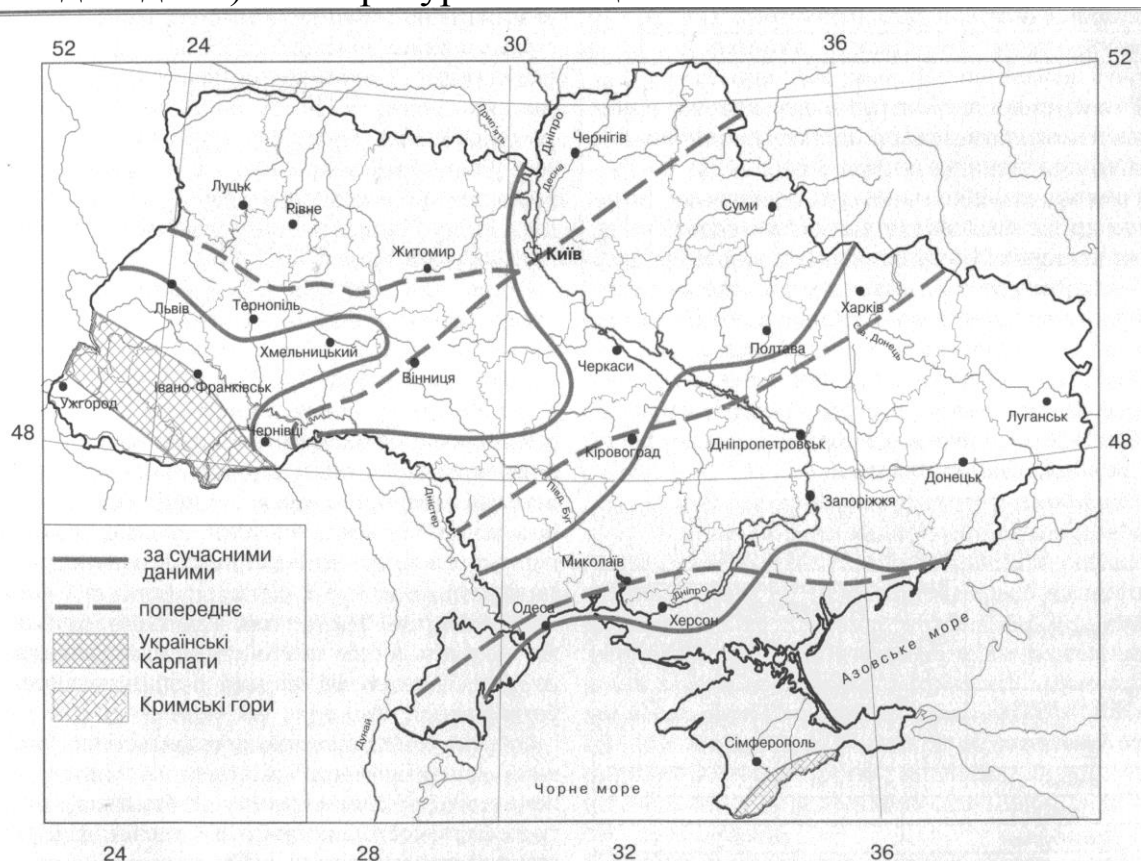 52 24 30 36 52
Прип'ять
Дніпро
Десна
Чернігів
Луцьк
Рівне
Суми
Житомир
Київ
Львів
Тернопіль
Харків
Хмельницький
Сів. Донець
Полтава
Вінниця
Черкаси
Івано-Франківськ
Ужгород
Луганськ
48
Чернівці
Кіровоград
Дніпропетровськ
48
Донецьк
Дністер
Півд. Буг
Запоріжжя
за сучасними
даними
Миколаїв
Дніпро
попереднє
Одеса
Херсон
Українські
Карпати
Азовське море
Кримські гори
Дунай
Сімферополь
Чорне море
24 28 32 36